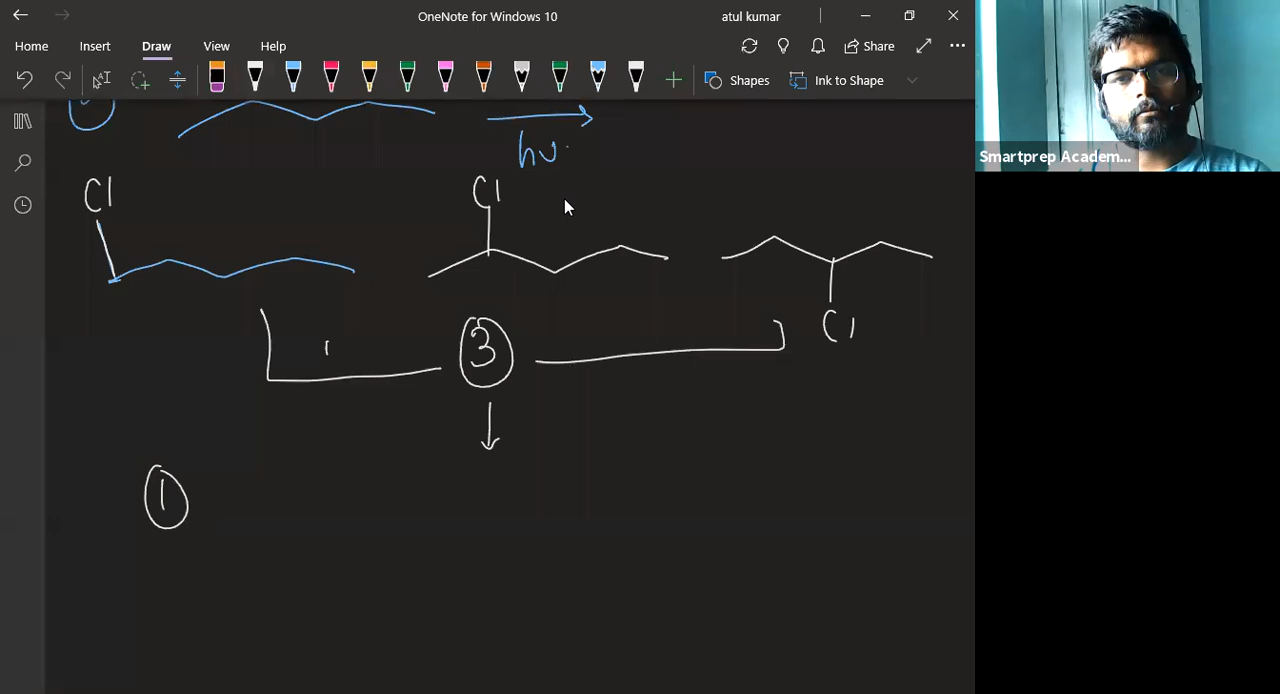 OneNote for Windows 10
atul kumar
Home Insert Draw View Help
Share
Shapes
Ink to Shape
hν
Smartprep Academ...
Cl
Cl
Cl
3
1